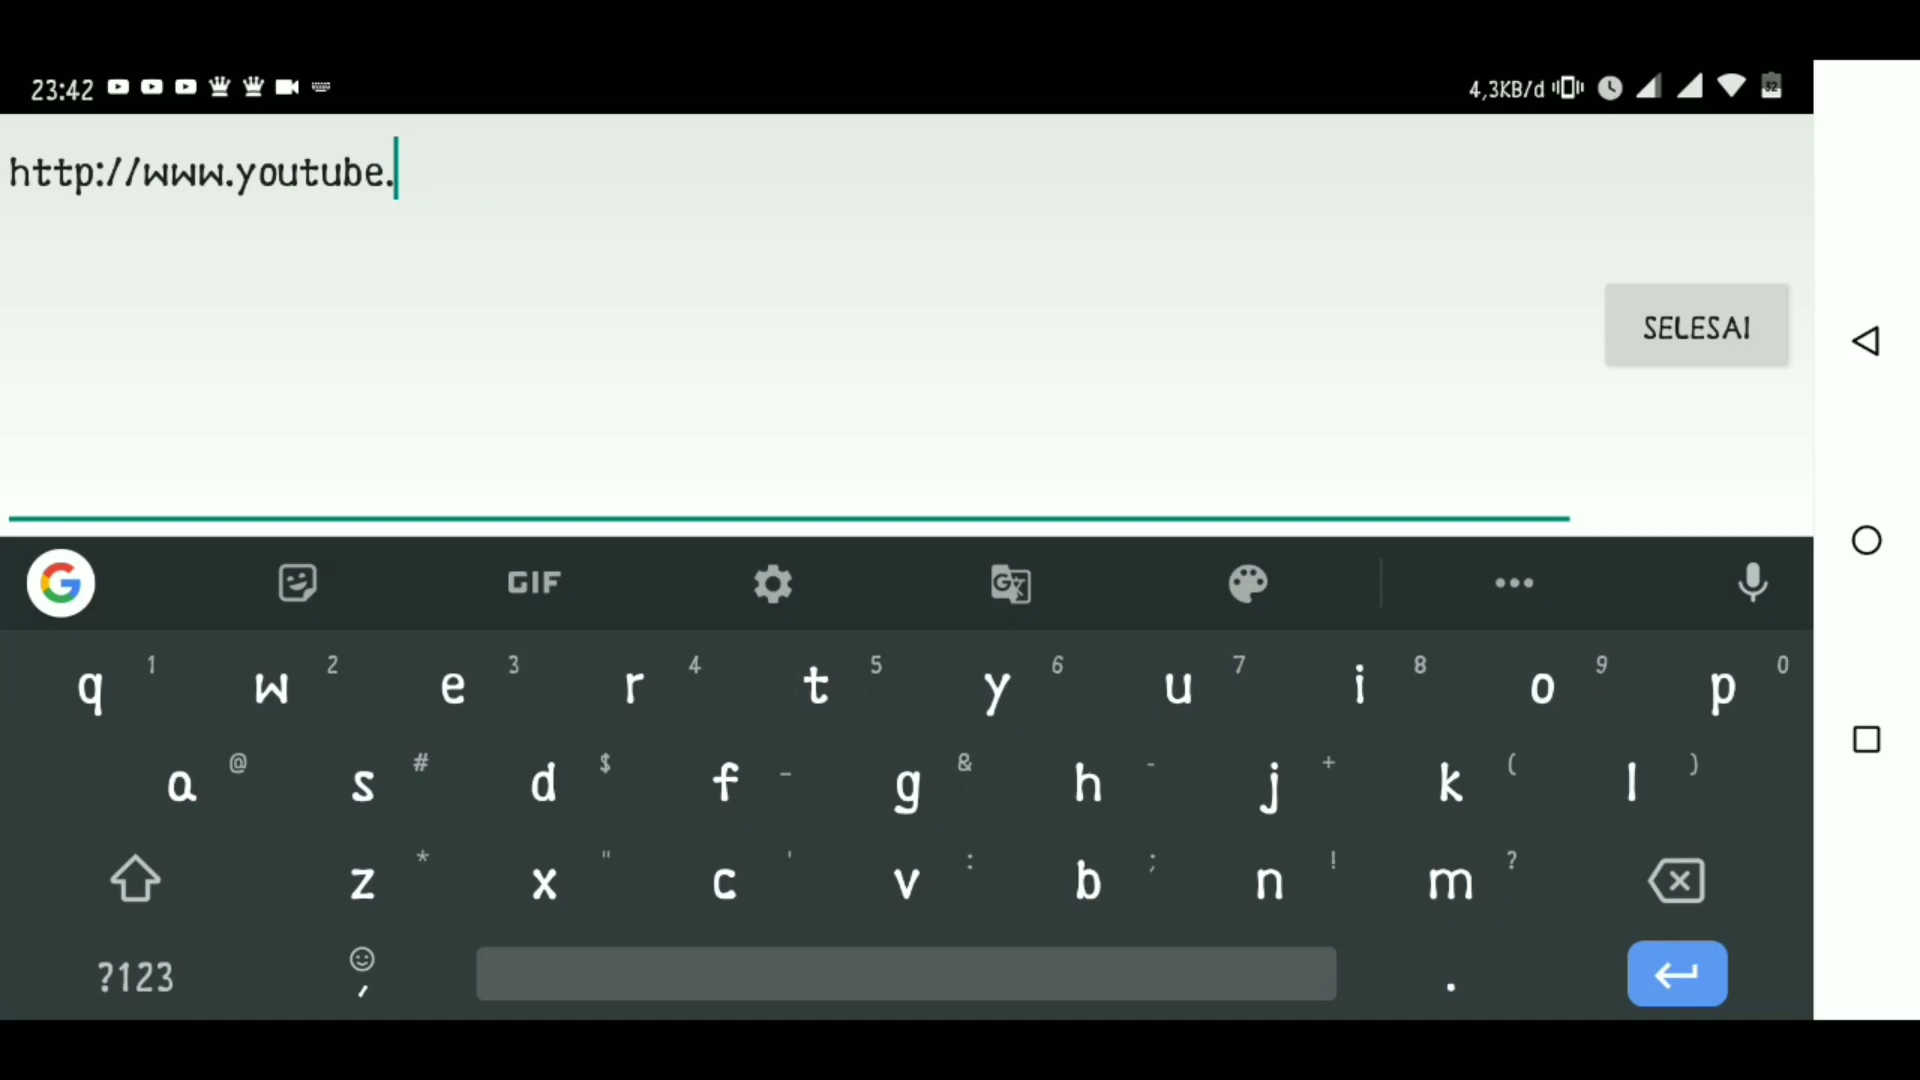 23:42 4,3KB/d 32
http://www.youtube.
SELESAI
G GIF G
q 1 w 2 e 3 r 4 t 5 y 6 u 7 i 8 o 9 p 0
a @ s # d $ f _ g & h - j + k ( l )
z * x " c ' v : b ; n ! m ?
?123 , .